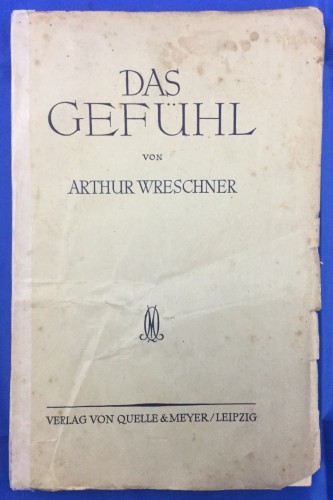 DAS
GEFÜHL
VON
ARTHUR WRESCHNER
VERLAG VON QUELLE & MEYER/LEIPZIG